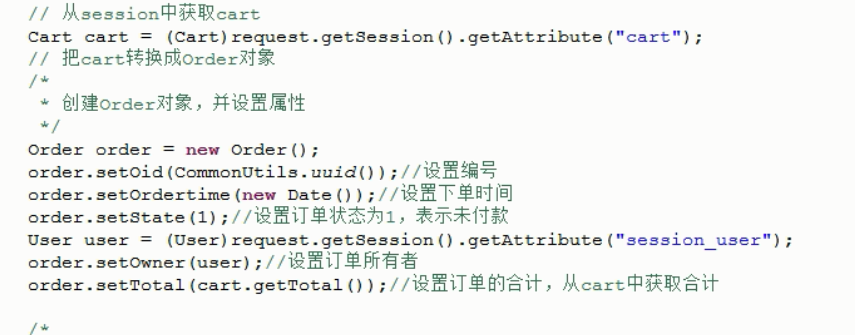 // 从session中获取cart
Cart cart = (Cart)request.getSession().getAttribute("cart");
// 把cart转换成Order对象
/*
 * 创建Order对象，并设置属性
 */
Order order = new Order();
order.setOid(CommonUtils.uuid());//设置编号
order.setOrdertime(new Date());//设置下单时间
order.setState(1);//设置订单状态为1，表示未付款
User user = (User)request.getSession().getAttribute("session_user");
order.setOwner(user);//设置订单所有者
order.setTotal(cart.getTotal());//设置订单的合计，从cart中获取合计
/*